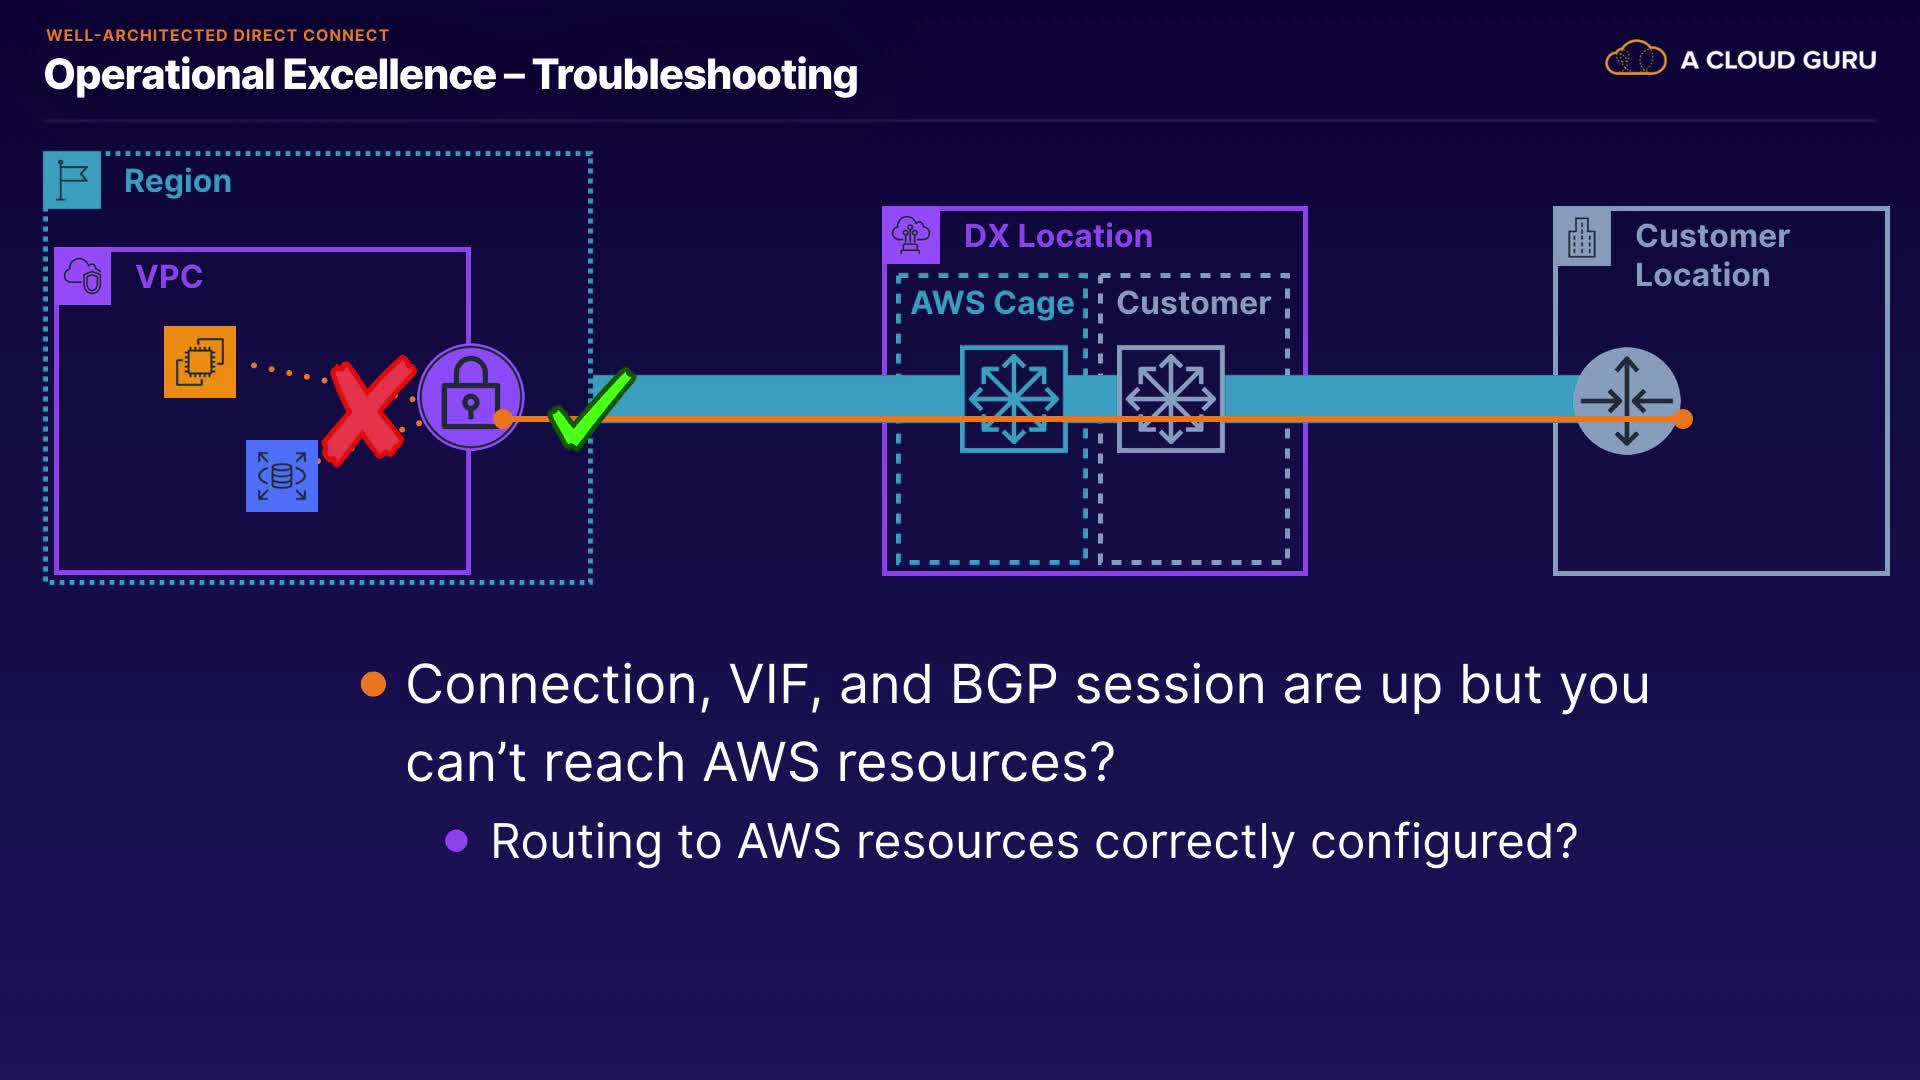 WELL-ARCHITECTED DIRECT CONNECT
Operational Excellence – Troubleshooting
A CLOUD GURU
Region
VPC
DX Location
AWS Cage
Customer
Customer
Location
Connection, VIF, and BGP session are up but you
can’t reach AWS resources?
Routing to AWS resources correctly configured?